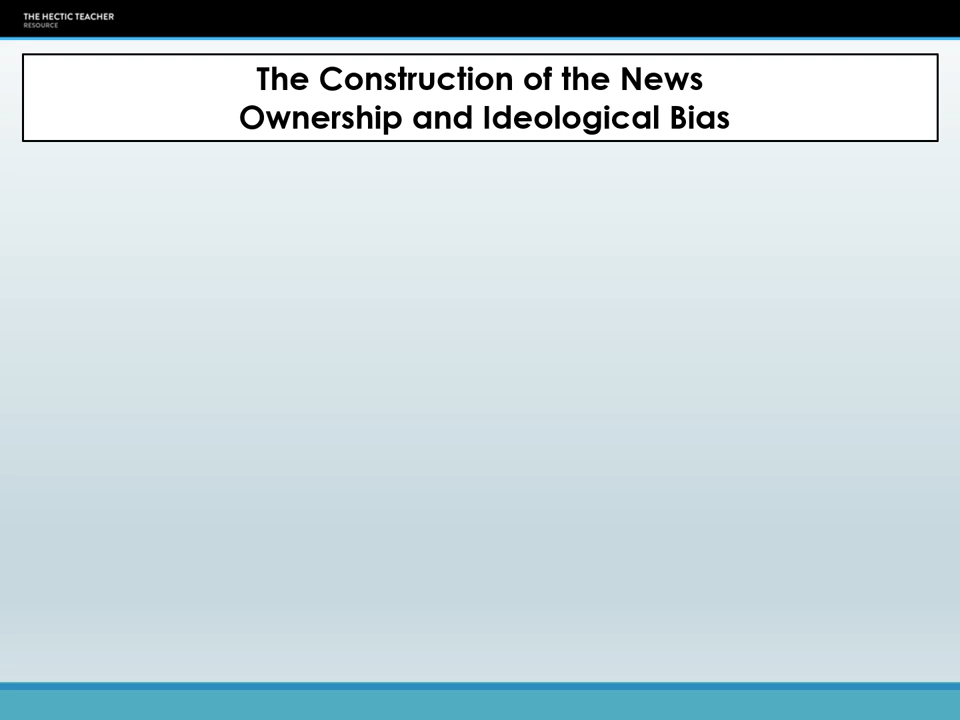 THE HECTIC TEACHER
RESOURCE
The Construction of the News
Ownership and Ideological Bias